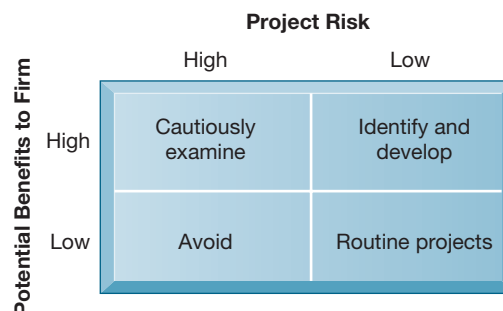 Project Risk
High
Low
Potential Benefits to Firm
High
Cautiously
examine
Identify and
develop
Low
Avoid
Routine projects